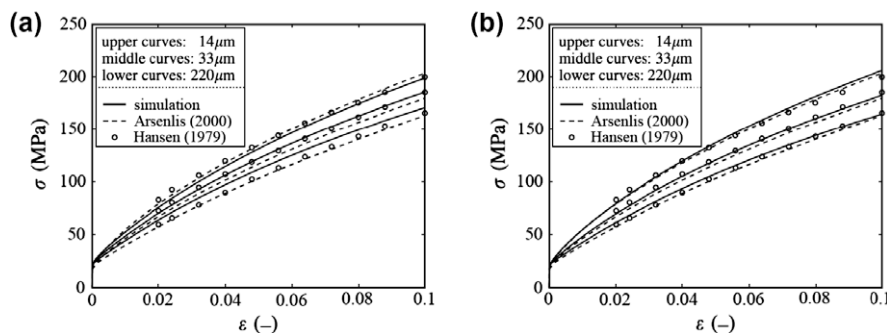 (a)
250
200
150
100
50
0
σ (MPa)
upper curves: 14μm
middle curves: 33μm
lower curves: 220μm
simulation
Arsenlis (2000)
Hansen (1979)
0 0.02 0.04 0.06 0.08 0.1
ε (–)
(b)
250
200
150
100
50
0
σ (MPa)
upper curves: 14μm
middle curves: 33μm
lower curves: 220μm
simulation
Arsenlis (2000)
Hansen (1979)
0 0.02 0.04 0.06 0.08 0.1
ε (–)